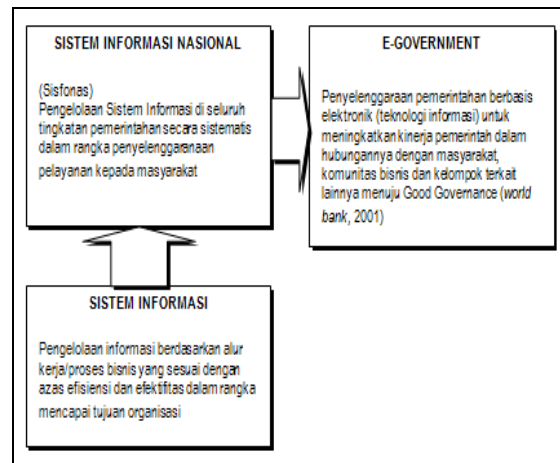 SISTEM INFORMASI NASIONAL
(Sisfonas)
Pengelolaan Sistem Informasi di seluruh
tingkatan pemerintahan secara sistematis
dalam rangka penyelenggaranaan
pelayanan kepada masyarakat
E-GOVERNMENT
Penyelenggaraan pemerintahan berbasis
elektronik (teknologi informasi) untuk
meningkatkan kinerja pemerintah dalam
hubungannya dengan masyarakat,
komunitas bisnis dan kelompok terkait
lainnya menuju Good Governance (world
bank, 2001)
SISTEM INFORMASI
Pengelolaan informasi berdasarkan alur
kerja/proses bisnis yang sesuai dengan
azas efisiensi dan efektifitas dalam rangka
mencapai tujuan organisasi